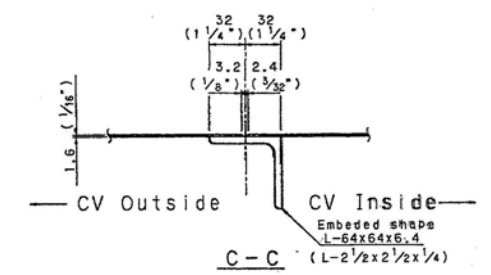 32 32
(1 1/4") (1 1/4")
3.2 2.4
(1/8") (3/32")
(1/16")
1.6
CV Outside CV Inside
Embeded shape
L-64x64x6.4
(L-2 1/2x2 1/2x1/4)
C-C